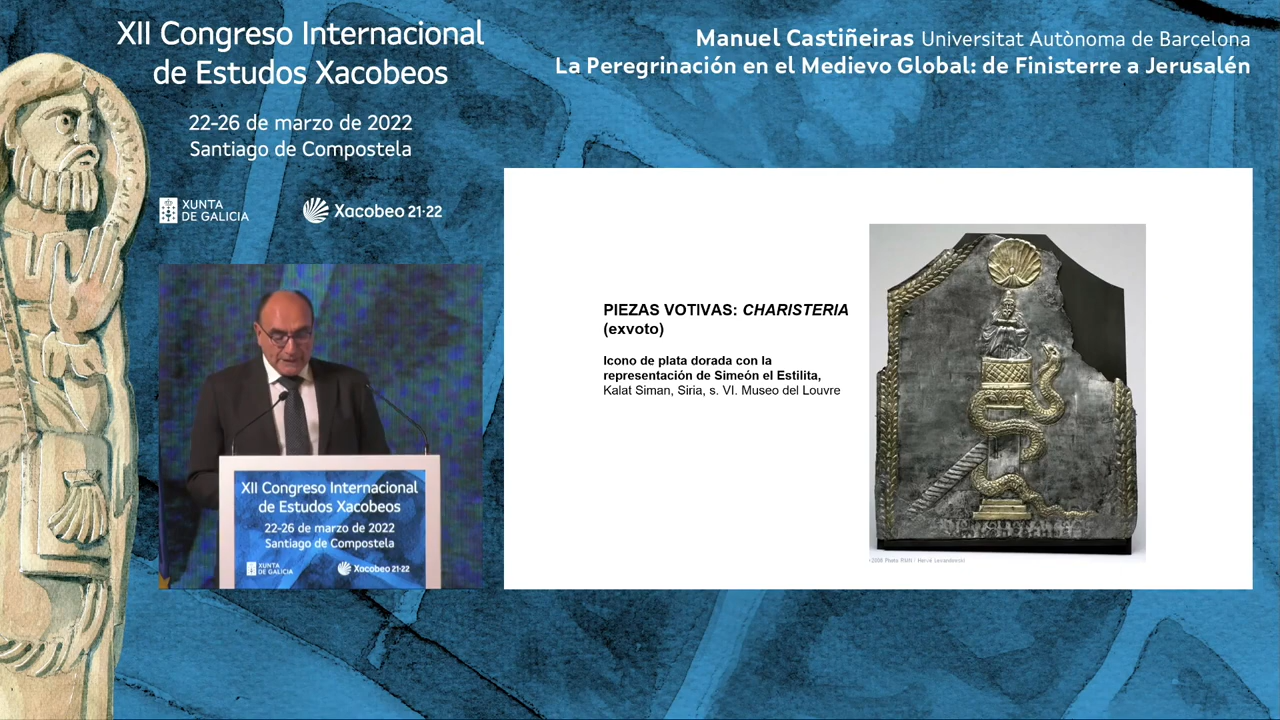 XII Congreso Internacional
de Estudos Xacobeos
22-26 de marzo de 2022
Santiago de Compostela
XUNTA
DE GALICIA
Xacobeo 21·22
Manuel Castiñeiras Universitat Autònoma de Barcelona
La Peregrinación en el Medievo Global: de Finisterre a Jerusalén
PIEZAS VOTIVAS: CHARISTERIA
(exvoto)
Icono de plata dorada con la
representación de Simeón el Estilita,
Kalat Siman, Siria, s. VI. Museo del Louvre
XII Congreso Internacional
de Estudos Xacobeos
22-26 de marzo de 2022
Santiago de Compostela
XUNTA
DE GALICIA
Xacobeo 21·22